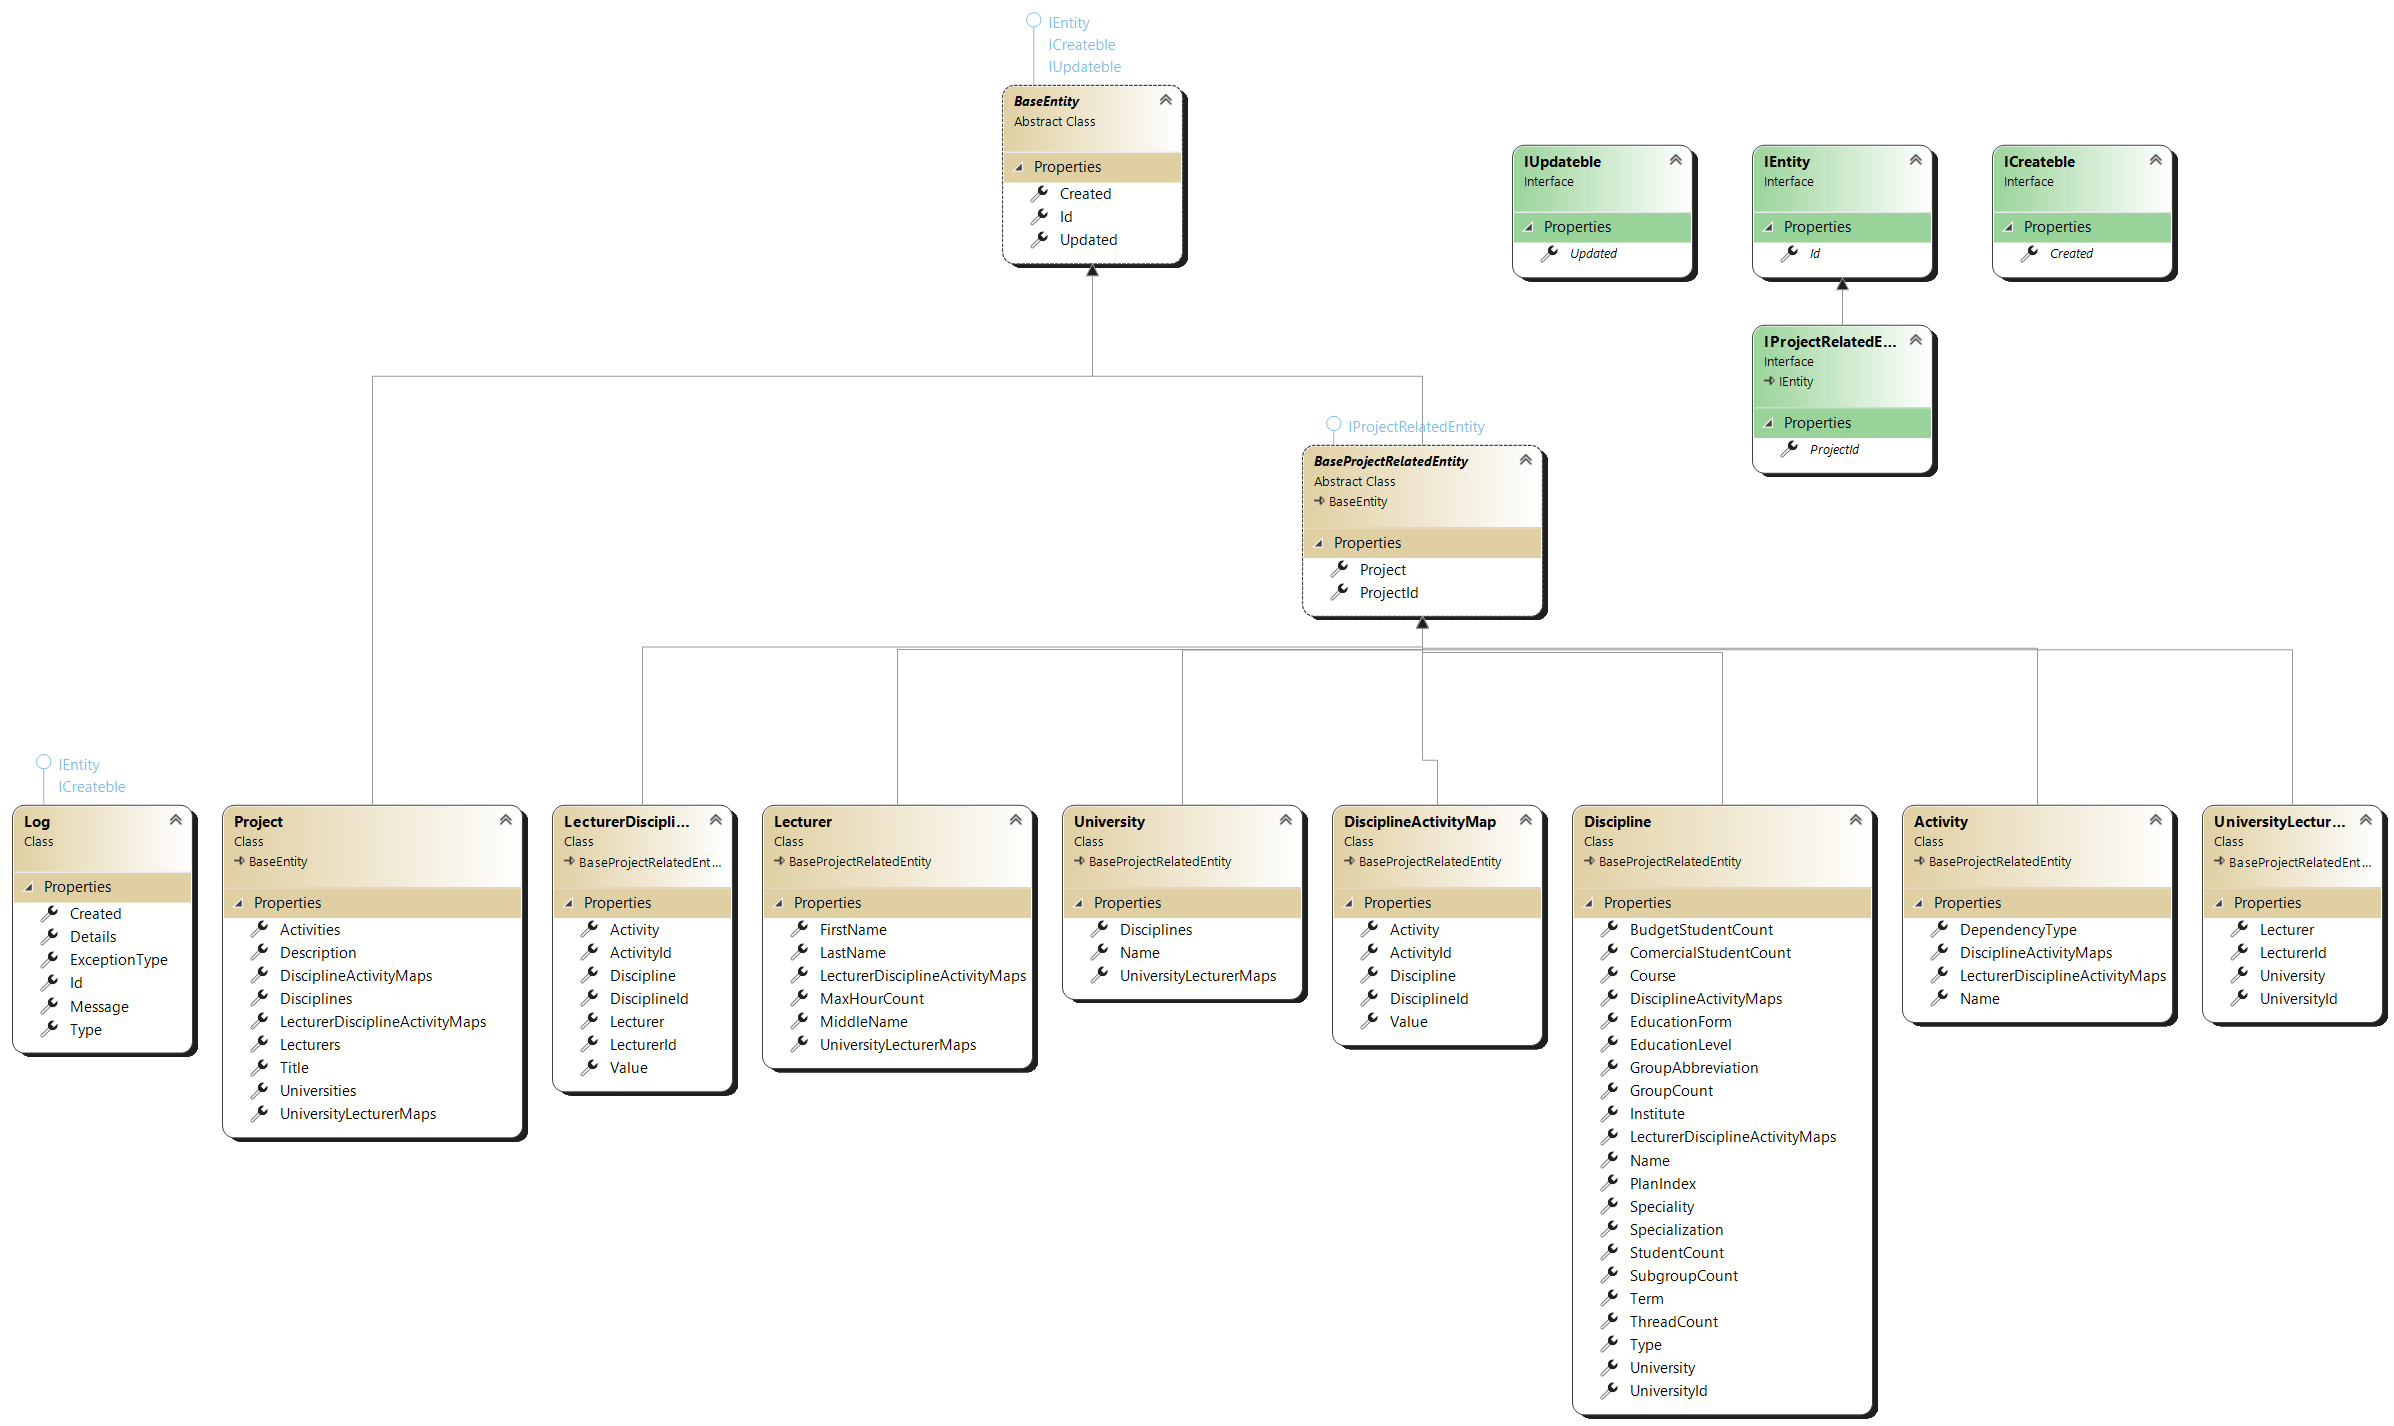 IEntity
ICreateble
IUpdateble
BaseEntity
Abstract Class
Properties
Created
Id
Updated
IUpdateble
Interface
Properties
Updated
IEntity
Interface
Properties
Id
ICreateble
Interface
Properties
Created
IProjectRelatedE...
Interface
IEntity
Properties
ProjectId
IProjectRelatedEntity
BaseProjectRelatedEntity
Abstract Class
BaseEntity
Properties
Project
ProjectId
IEntity
ICreateble
Log
Class
Properties
Created
Details
ExceptionType
Id
Message
Type
Project
Class
BaseEntity
Properties
Activities
Description
DisciplineActivityMaps
Disciplines
LecturerDisciplineActivityMaps
Lecturers
Title
Universities
UniversityLecturerMaps
LecturerDiscipli...
Class
BaseProjectRelatedEnt...
Properties
Activity
ActivityId
Discipline
DisciplineId
Lecturer
LecturerId
Value
Lecturer
Class
BaseProjectRelatedEntity
Properties
FirstName
LastName
LecturerDisciplineActivityMaps
MaxHourCount
MiddleName
UniversityLecturerMaps
University
Class
BaseProjectRelatedEntity
Properties
Disciplines
Name
UniversityLecturerMaps
DisciplineActivityMap
Class
BaseProjectRelatedEntity
Properties
Activity
ActivityId
Discipline
DisciplineId
Value
Discipline
Class
BaseProjectRelatedEntity
Properties
BudgetStudentCount
ComercialStudentCount
Course
DisciplineActivityMaps
EducationForm
EducationLevel
GroupAbbreviation
GroupCount
Institute
LecturerDisciplineActivityMaps
Name
PlanIndex
Speciality
Specialization
StudentCount
SubgroupCount
Term
ThreadCount
Type
University
UniversityId
Activity
Class
BaseProjectRelatedEntity
Properties
DependencyType
DisciplineActivityMaps
LecturerDisciplineActivityMaps
Name
UniversityLectur...
Class
BaseProjectRelatedEnt...
Properties
Lecturer
LecturerId
University
UniversityId